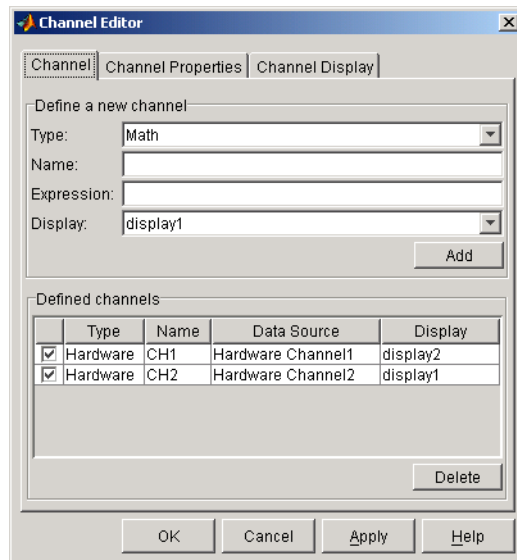 Channel Editor
Channel Channel Properties Channel Display
Define a new channel
Type: Math
Name:
Expression:
Display: display1
Add
Defined channels
Type Name Data Source Display
Hardware CH1 Hardware Channel1 display2
Hardware CH2 Hardware Channel2 display1
Delete
OK Cancel Apply Help